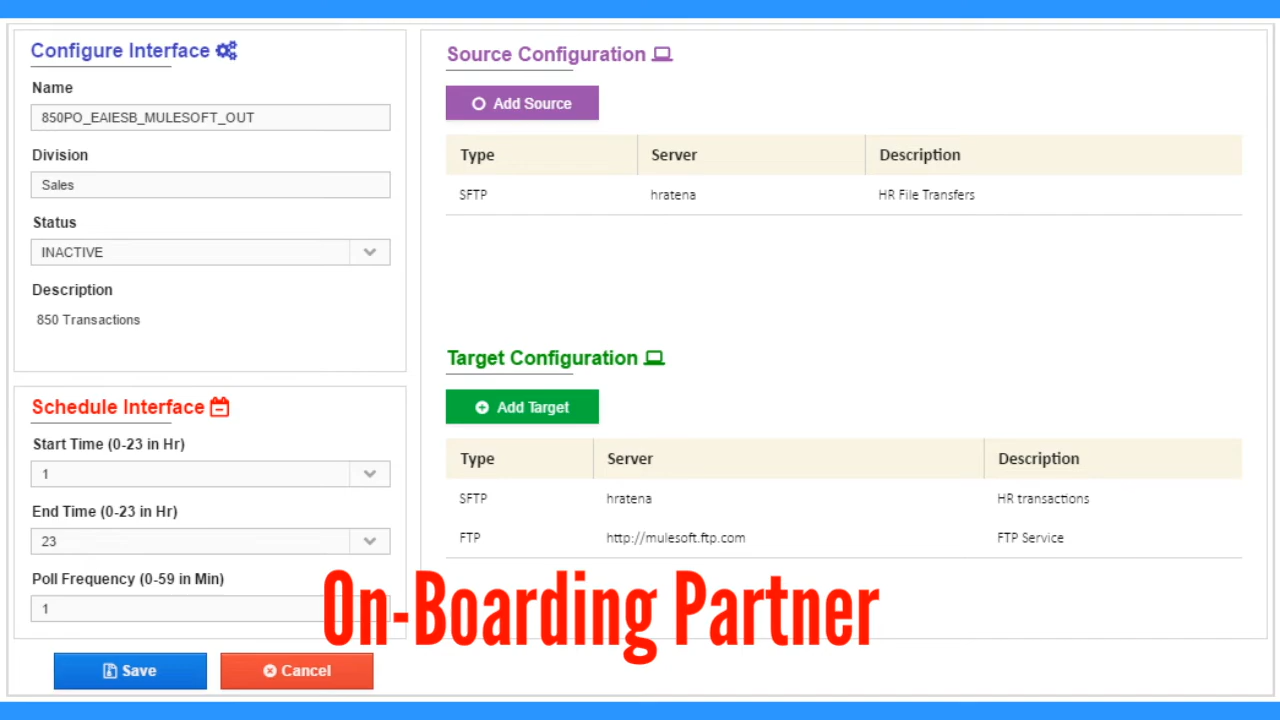 Configure Interface
Name
850PO_EAIESB_MULESOFT_OUT
Division
Sales
Status
INACTIVE
Description
850 Transactions
Schedule Interface
Start Time (0-23 in Hr)
1
End Time (0-23 in Hr)
23
Poll Frequency (0-59 in Min)
1
Save Cancel
Source Configuration
Add Source
Type Server Description
SFTP hratena HR File Transfers
Target Configuration
Add Target
Type Server Description
SFTP hratena HR transactions
FTP http://mulesoft.ftp.com FTP Service
On-Boarding Partner